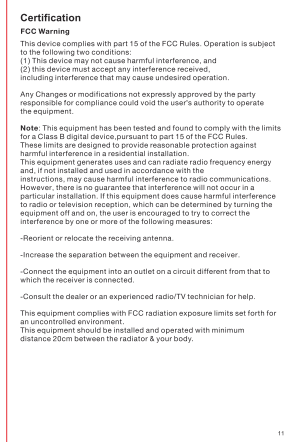 Certification
FCC Warning
This device complies with part 15 of the FCC Rules. Operation is subject
to the following two conditions:
(1) This device may not cause harmful interference, and
(2) this device must accept any interference received,
including interference that may cause undesired operation.
Any Changes or modifications not expressly approved by the party
responsible for compliance could void the user's authority to operate
the equipment.
Note: This equipment has been tested and found to comply with the limits
for a Class B digital device,pursuant to part 15 of the FCC Rules.
These limits are designed to provide reasonable protection against
harmful interference in a residential installation.
This equipment generates uses and can radiate radio frequency energy
and, if not installed and used in accordance with the
instructions, may cause harmful interference to radio communications.
However, there is no guarantee that interference will not occur in a
particular installation. If this equipment does cause harmful interference
to radio or television reception, which can be determined by turning the
equipment off and on, the user is encouraged to try to correct the
interference by one or more of the following measures:
-Reorient or relocate the receiving antenna.
-Increase the separation between the equipment and receiver.
-Connect the equipment into an outlet on a circuit different from that to
which the receiver is connected.
-Consult the dealer or an experienced radio/TV technician for help.
This equipment complies with FCC radiation exposure limits set forth for
an uncontrolled environment.
This equipment should be installed and operated with minimum
distance 20cm between the radiator & your body.
11